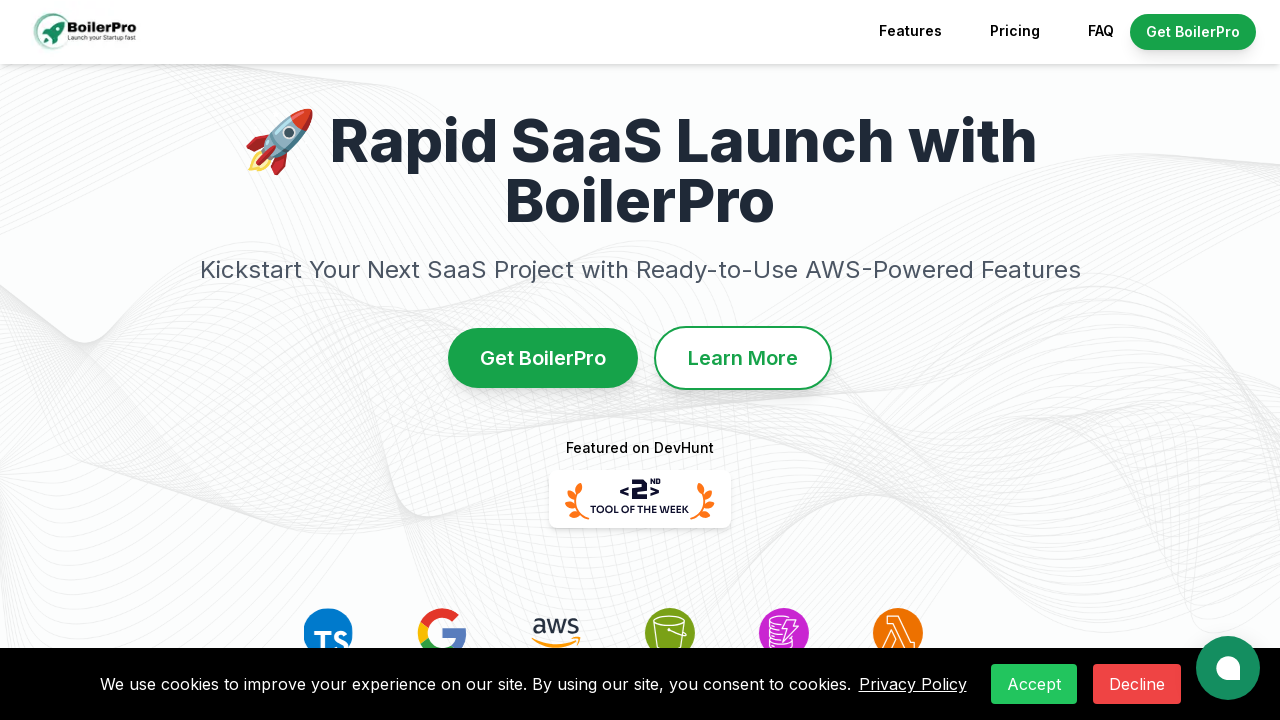 BoilerPro
Launch your Startup fast
Features
Pricing
FAQ
Get BoilerPro
🚀 Rapid SaaS Launch with
BoilerPro
Kickstart Your Next SaaS Project with Ready-to-Use AWS-Powered Features
Get BoilerPro
Learn More
Featured on DevHunt
<2> ND
TOOL OF THE WEEK
TS
aws
We use cookies to improve your experience on our site. By using our site, you consent to cookies. Privacy Policy
Accept
Decline